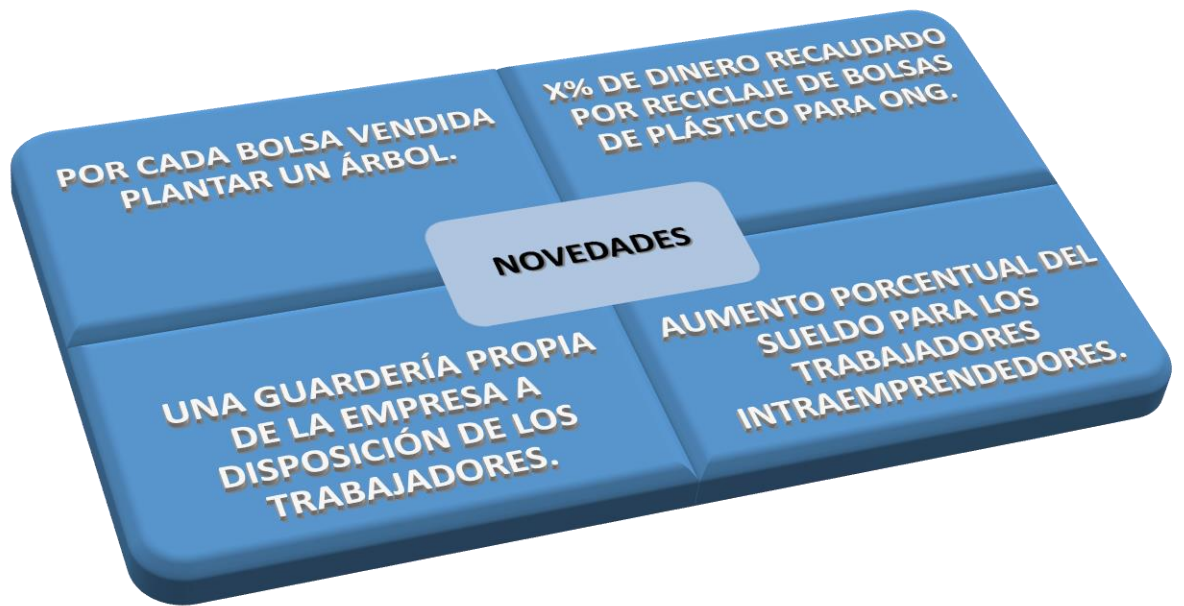 POR CADA BOLSA VENDIDA
PLANTAR UN ÁRBOL.
X% DE DINERO RECAUDADO
POR RECICLAJE DE BOLSAS
DE PLÁSTICO PARA ONG.
NOVEDADES
UNA GUARDERÍA PROPIA
DE LA EMPRESA A
DISPOSICIÓN DE LOS
TRABAJADORES.
AUMENTO PORCENTUAL DEL
SUELDO PARA LOS
TRABAJADORES
INTRAEMPRENDEDORES.